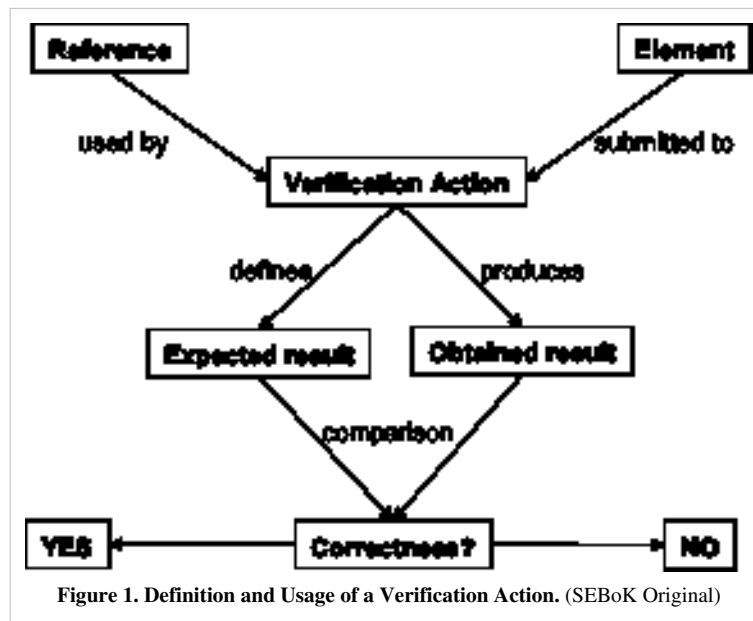 Reference
Element
used by
submitted to
Verification Action
defines
produces
Expected result
Obtained result
comparison
YES
Correctness?
NO
Figure 1. Definition and Usage of a Verification Action. (SEBoK Original)